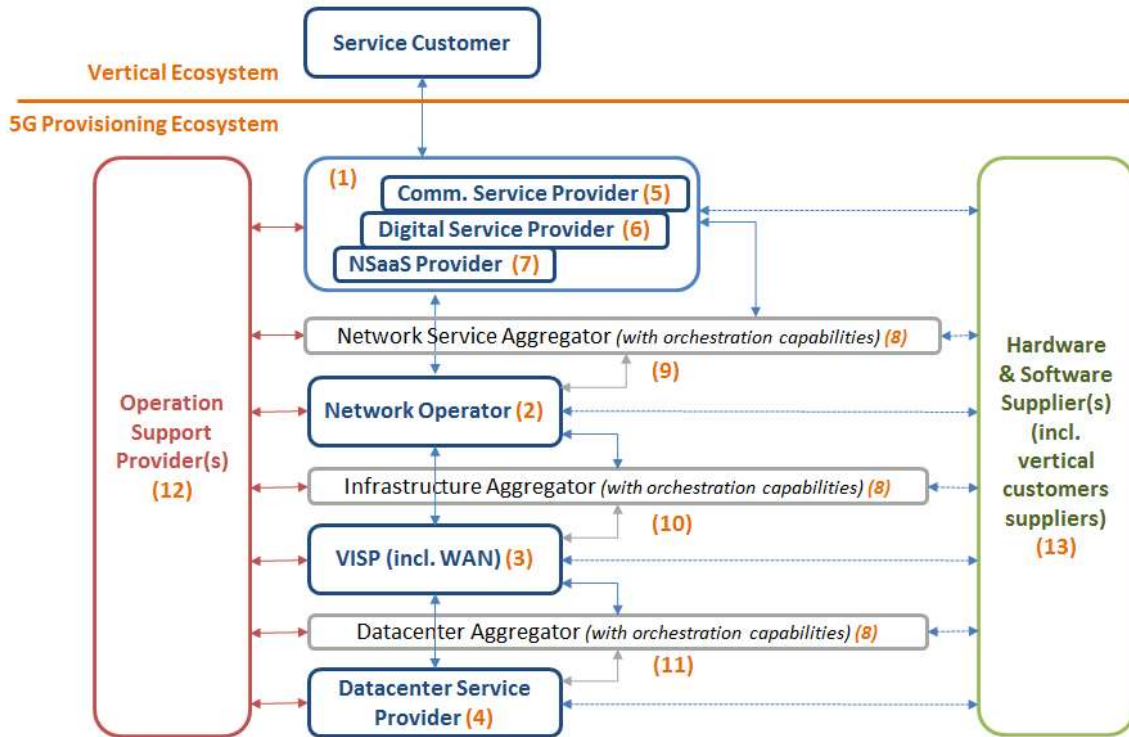 Service Customer
Vertical Ecosystem
5G Provisioning Ecosystem
(1)
Comm. Service Provider (5)
Digital Service Provider (6)
NSaaS Provider (7)
Network Service Aggregator (with orchestration capabilities) (8)
(9)
Network Operator (2)
Infrastructure Aggregator (with orchestration capabilities) (8)
(10)
VISP (incl. WAN) (3)
Datacenter Aggregator (with orchestration capabilities) (8)
(11)
Datacenter Service
Provider (4)
Operation
Support
Provider(s)
(12)
Hardware
& Software
Supplier(s)
(incl.
vertical
customers
suppliers)
(13)